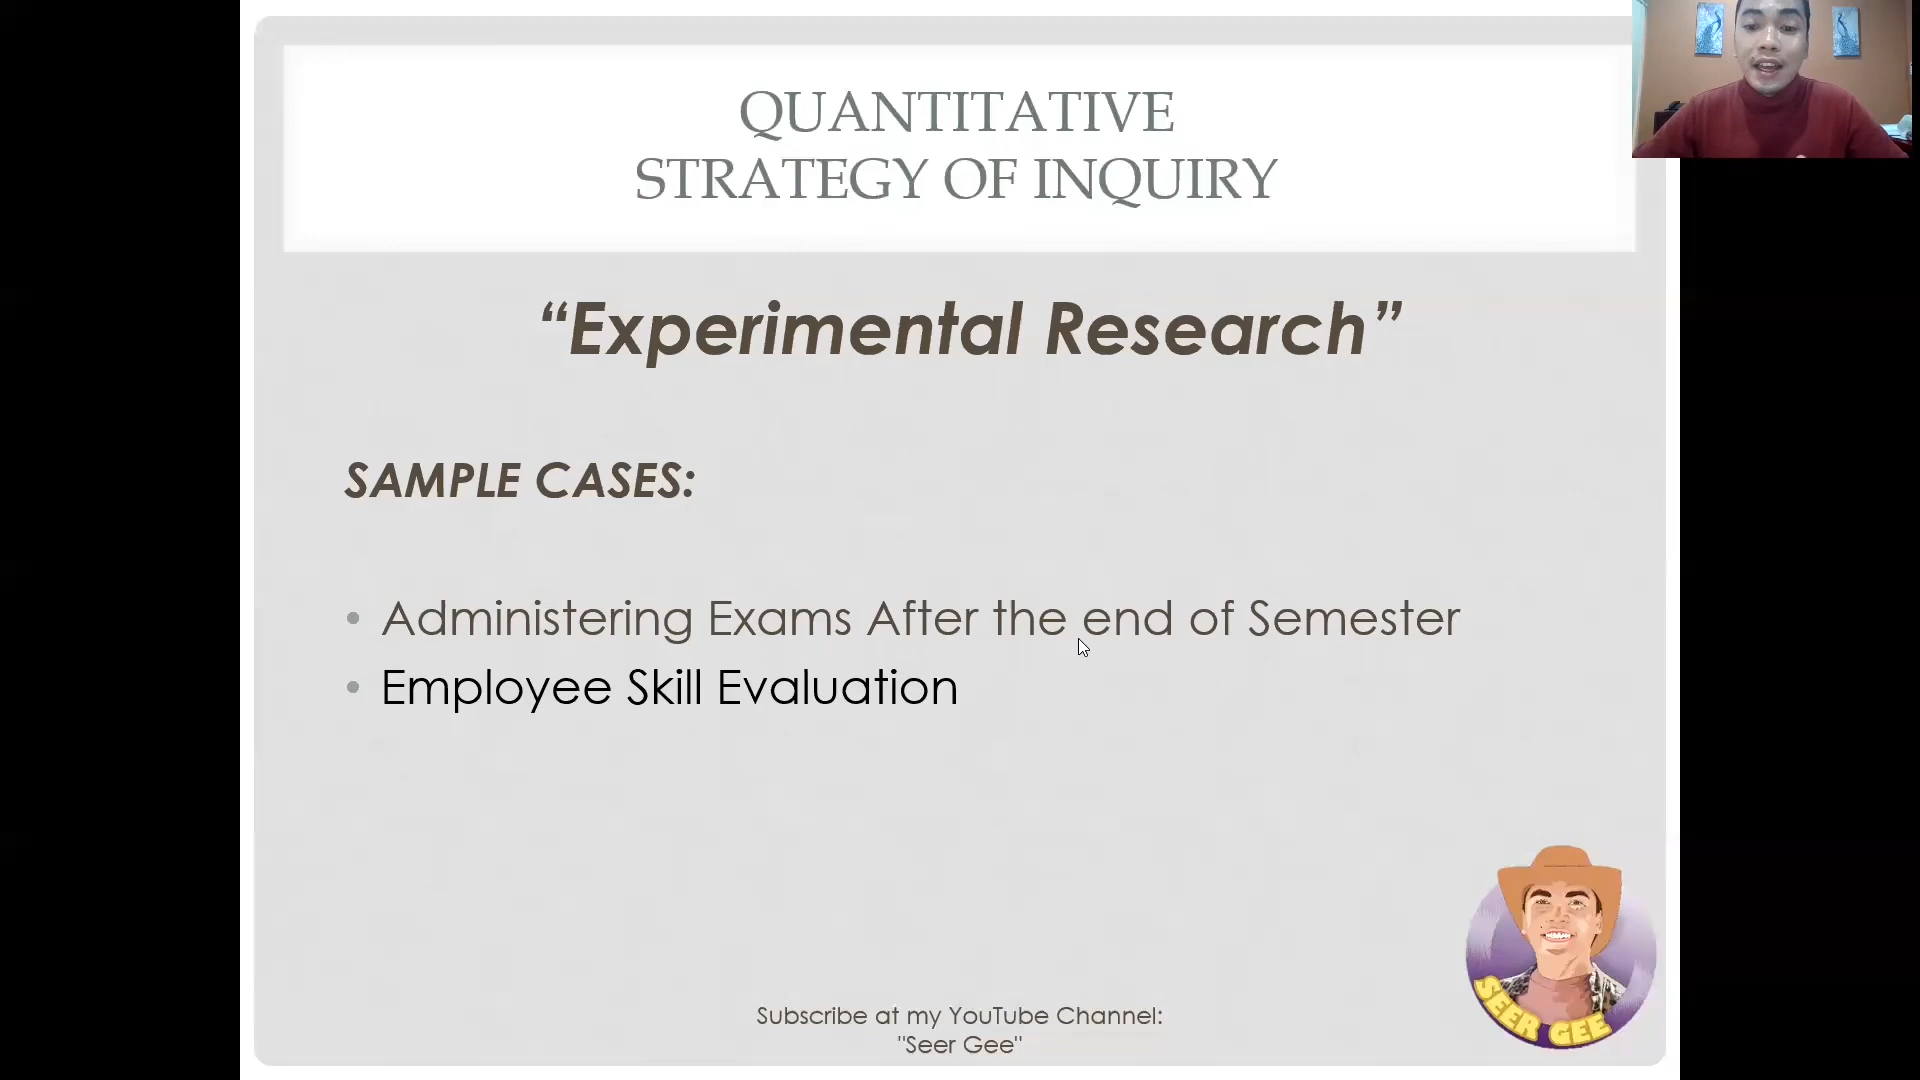 QUANTITATIVE
STRATEGY OF INQUIRY
“Experimental Research”
SAMPLE CASES:
• Administering Exams After the end of Semester
• Employee Skill Evaluation
Subscribe at my YouTube Channel:
"Seer Gee"
SEER GEE